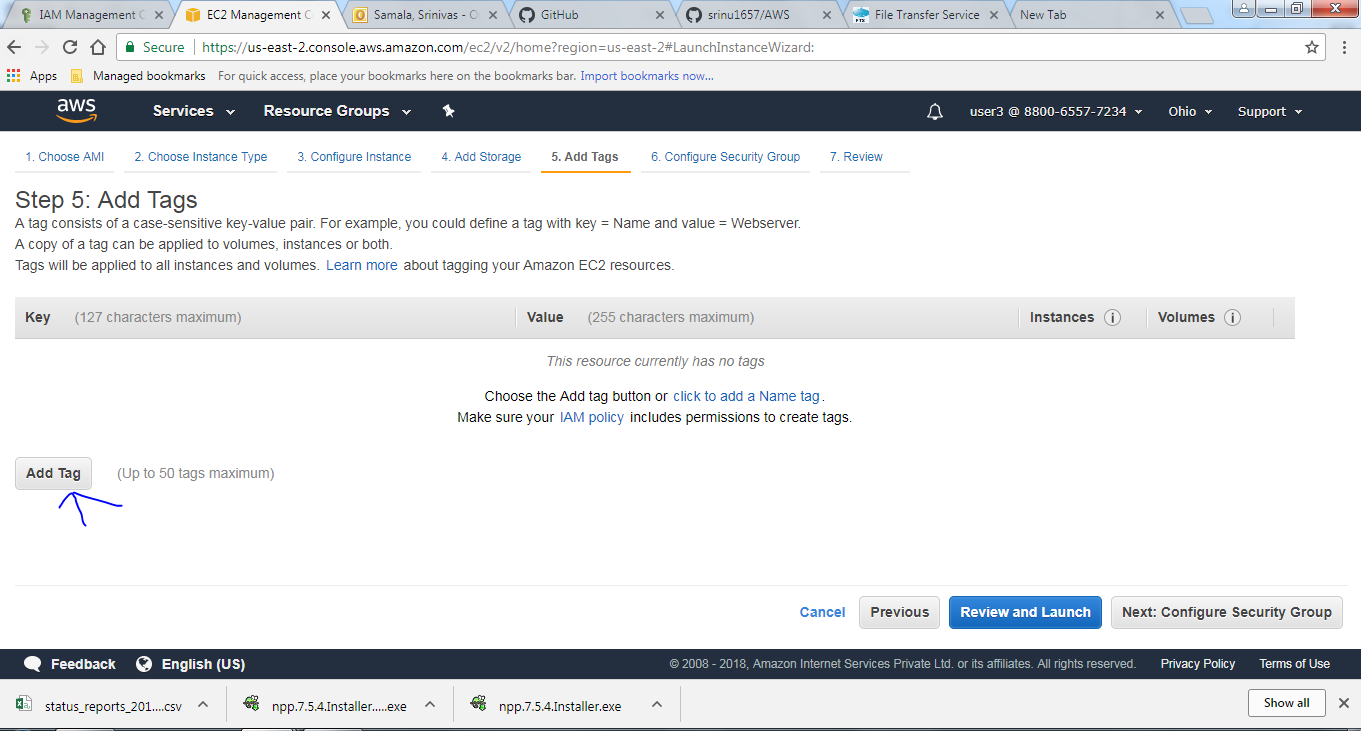 IAM Management C
EC2 Management C
Samala, Srinivas - O
GitHub
srinu1657/AWS
File Transfer Service
New Tab
Secure
https://us-east-2.console.aws.amazon.com/ec2/v2/home?region=us-east-2#LaunchInstanceWizard:
Apps
Managed bookmarks
For quick access, place your bookmarks here on the bookmarks bar. Import bookmarks now...
aws
Services
Resource Groups
user3 @ 8800-6557-7234
Ohio
Support
1. Choose AMI
2. Choose Instance Type
3. Configure Instance
4. Add Storage
5. Add Tags
6. Configure Security Group
7. Review
Step 5: Add Tags
A tag consists of a case-sensitive key-value pair. For example, you could define a tag with key = Name and value = Webserver.
A copy of a tag can be applied to volumes, instances or both.
Tags will be applied to all instances and volumes. Learn more about tagging your Amazon EC2 resources.
Key (127 characters maximum)
Value (255 characters maximum)
Instances
Volumes
This resource currently has no tags
Choose the Add tag button or click to add a Name tag.
Make sure your IAM policy includes permissions to create tags.
Add Tag
(Up to 50 tags maximum)
Cancel
Previous
Review and Launch
Next: Configure Security Group
Feedback
English (US)
© 2008 - 2018, Amazon Internet Services Private Ltd. or its affiliates. All rights reserved.
Privacy Policy
Terms of Use
status_reports_201....csv
npp.7.5.4.Installer.....exe
npp.7.5.4.Installer.exe
Show all